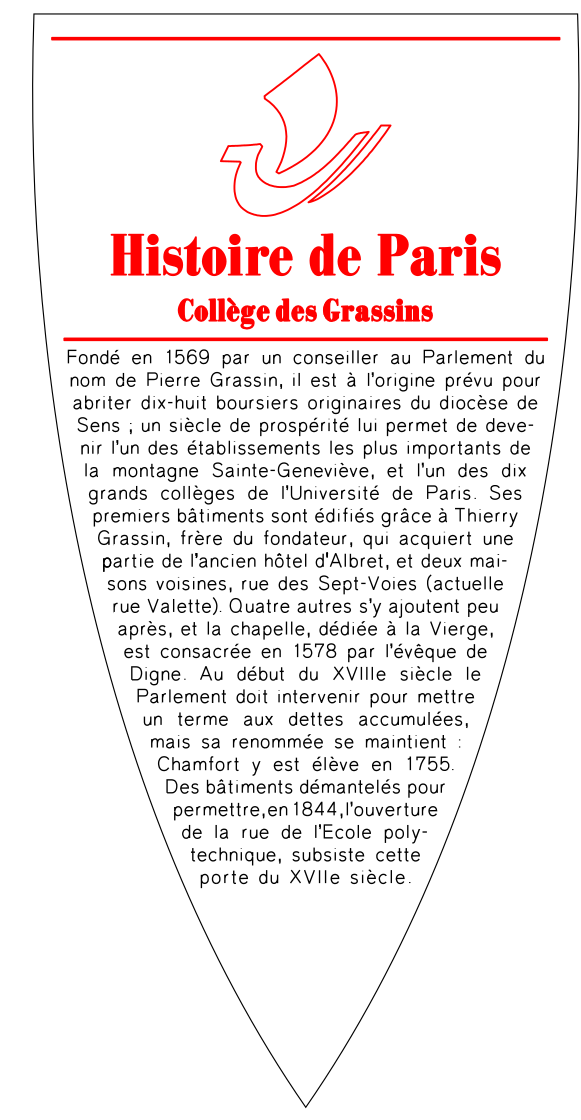 Histoire de Paris
Collège des Grassins
Fondé en 1569 par un conseiller au Parlement du
nom de Pierre Grassin, il est à l'origine prévu pour
abriter dix-huit boursiers originaires du diocèse de
Sens ; un siècle de prospérité lui permet de deve-
nir l'un des établissements les plus importants de
la montagne Sainte-Geneviève, et l'un des dix
grands collèges de l'Université de Paris. Ses
premiers bâtiments sont édifiés grâce à Thierry
Grassin, frère du fondateur, qui acquiert une
partie de l'ancien hôtel d'Albret, et deux mai-
sons voisines, rue des Sept-Voies (actuelle
rue Valette). Quatre autres s'y ajoutent peu
après, et la chapelle, dédiée à la Vierge,
est consacrée en 1578 par l'évêque de
Digne. Au début du XVIIIe siècle le
Parlement doit intervenir pour mettre
un terme aux dettes accumulées,
mais sa renommée se maintient :
Chamfort y est élève en 1755.
Des bâtiments démantelés pour
permettre,en 1844,l'ouverture
de la rue de l'Ecole poly-
technique, subsiste cette
porte du XVIIe siècle.